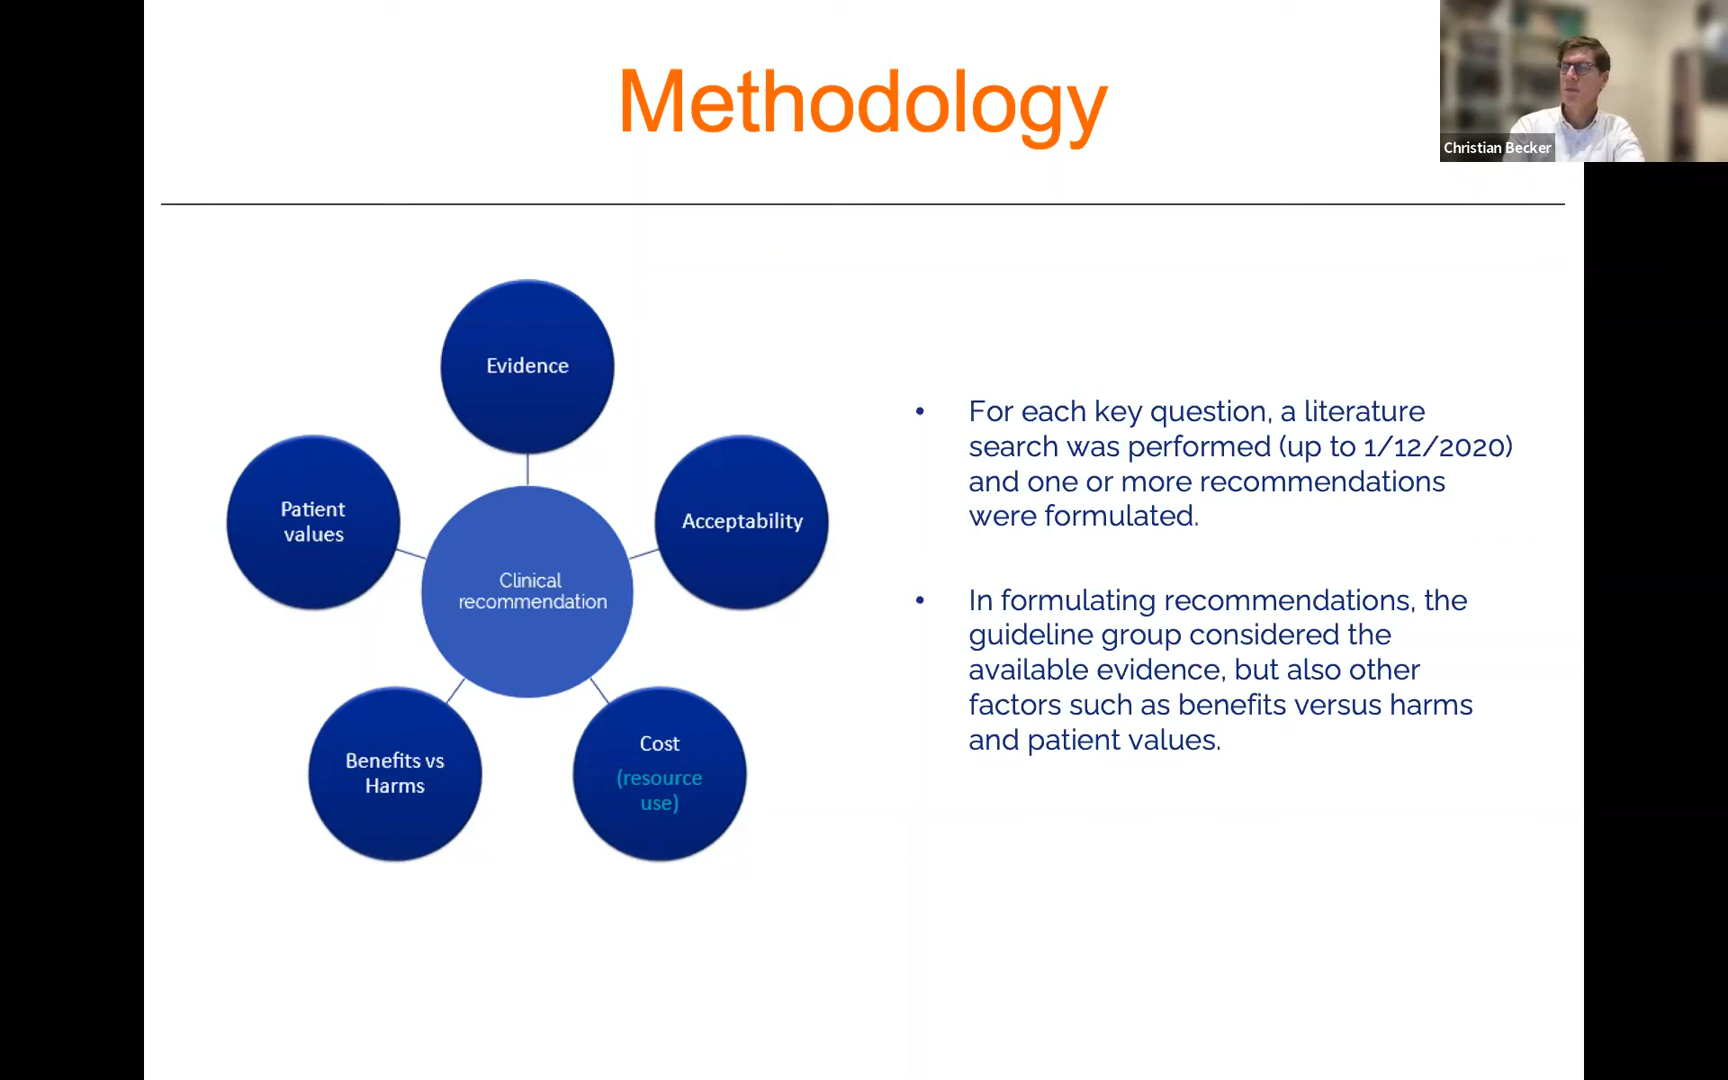 Methodology
Christian Becker
Evidence
Patient
values
Acceptability
Clinical
recommendation
Benefits vs
Harms
Cost
(resource
use)
• For each key question, a literature
search was performed (up to 1/12/2020)
and one or more recommendations
were formulated.
• In formulating recommendations, the
guideline group considered the
available evidence, but also other
factors such as benefits versus harms
and patient values.